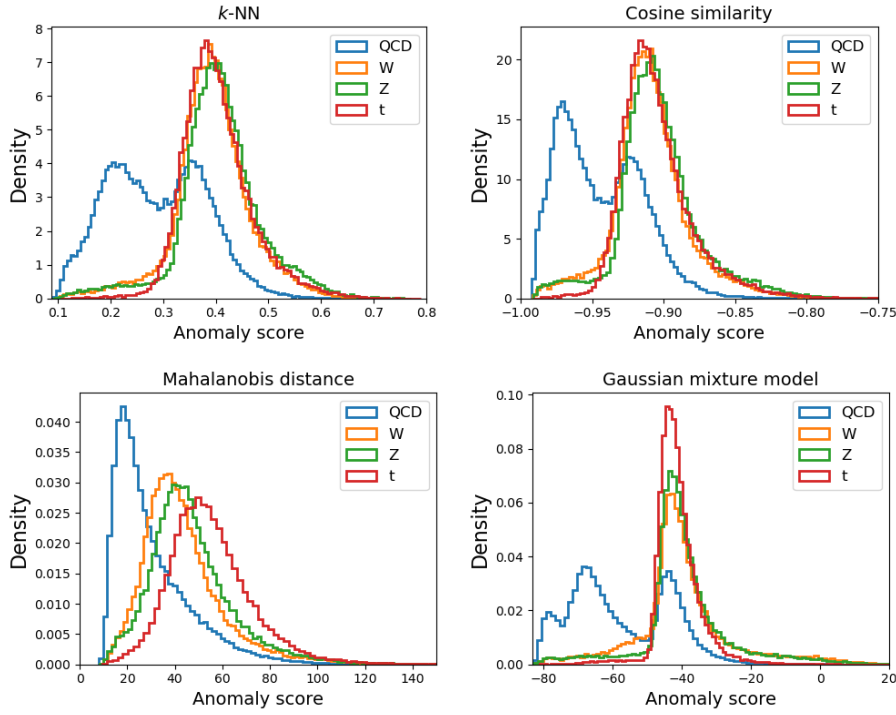 k-NN
8
7
6
5
4
3
2
1
0
Density
QCD
W
Z
t
0.1 0.2 0.3 0.4 0.5 0.6 0.7 0.8
Anomaly score
Cosine similarity
20
15
10
5
0
Density
QCD
W
Z
t
−1.00 −0.95 −0.90 −0.85 −0.80 −0.75
Anomaly score
Mahalanobis distance
0.040
0.035
0.030
0.025
0.020
0.015
0.010
0.005
0.000
Density
QCD
W
Z
t
0 20 40 60 80 100 120 140
Anomaly score
Gaussian mixture model
0.10
0.08
0.06
0.04
0.02
0.00
Density
QCD
W
Z
t
−80 −60 −40 −20 0 20
Anomaly score